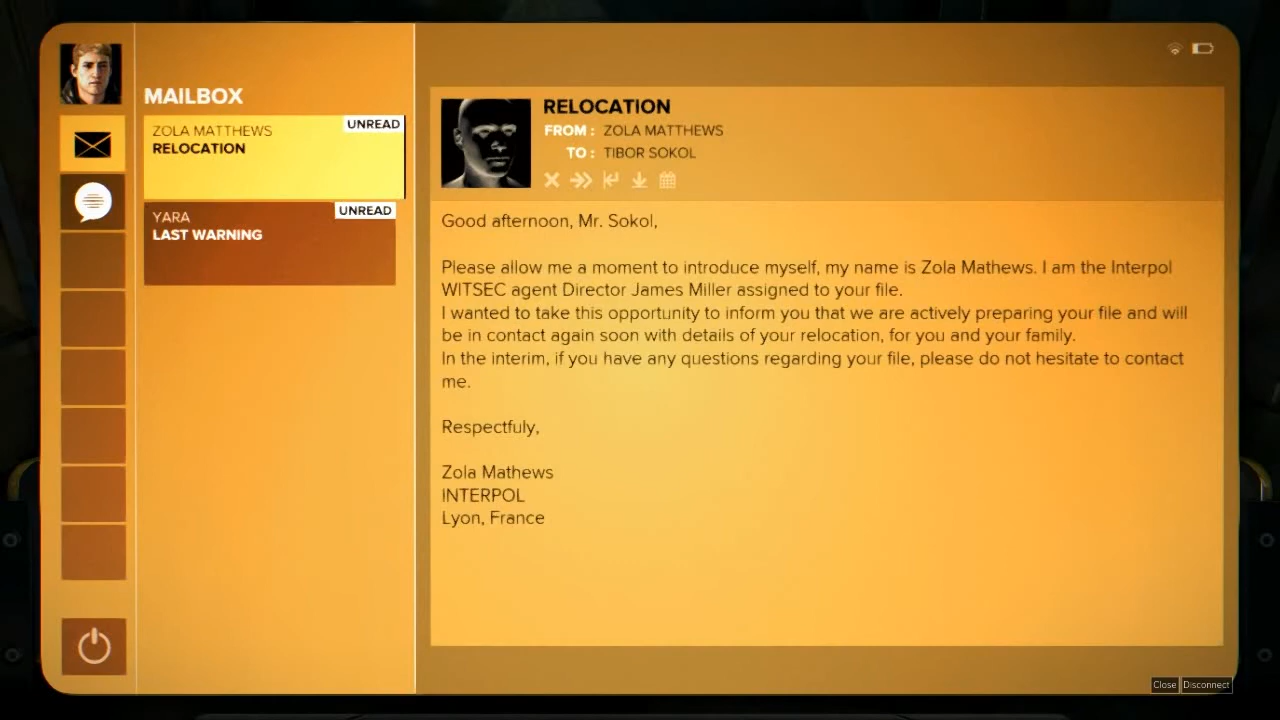 MAILBOX
ZOLA MATTHEWS
UNREAD
RELOCATION
YARA
UNREAD
LAST WARNING
RELOCATION
FROM : ZOLA MATTHEWS
TO : TIBOR SOKOL
Good afternoon, Mr. Sokol,
Please allow me a moment to introduce myself, my name is Zola Mathews. I am the Interpol
WITSEC agent Director James Miller assigned to your file.
I wanted to take this opportunity to inform you that we are actively preparing your file and will
be in contact again soon with details of your relocation, for you and your family.
In the interim, if you have any questions regarding your file, please do not hesitate to contact
me.
Respectfuly,
Zola Mathews
INTERPOL
Lyon, France
Close Disconnect